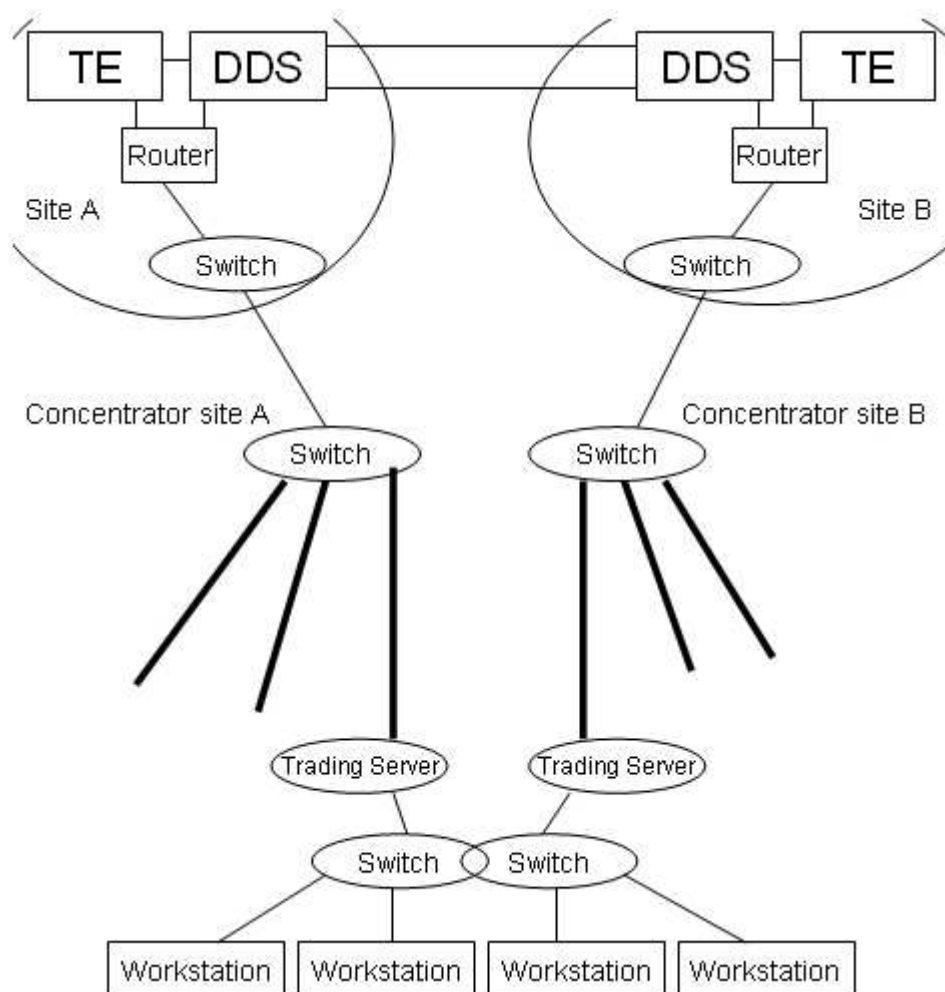 TE
DDS
DDS
TE
Router
Router
Site A
Site B
Switch
Switch
Concentrator site A
Concentrator site B
Switch
Switch
Trading Server
Trading Server
Switch
Switch
Workstation
Workstation
Workstation
Workstation